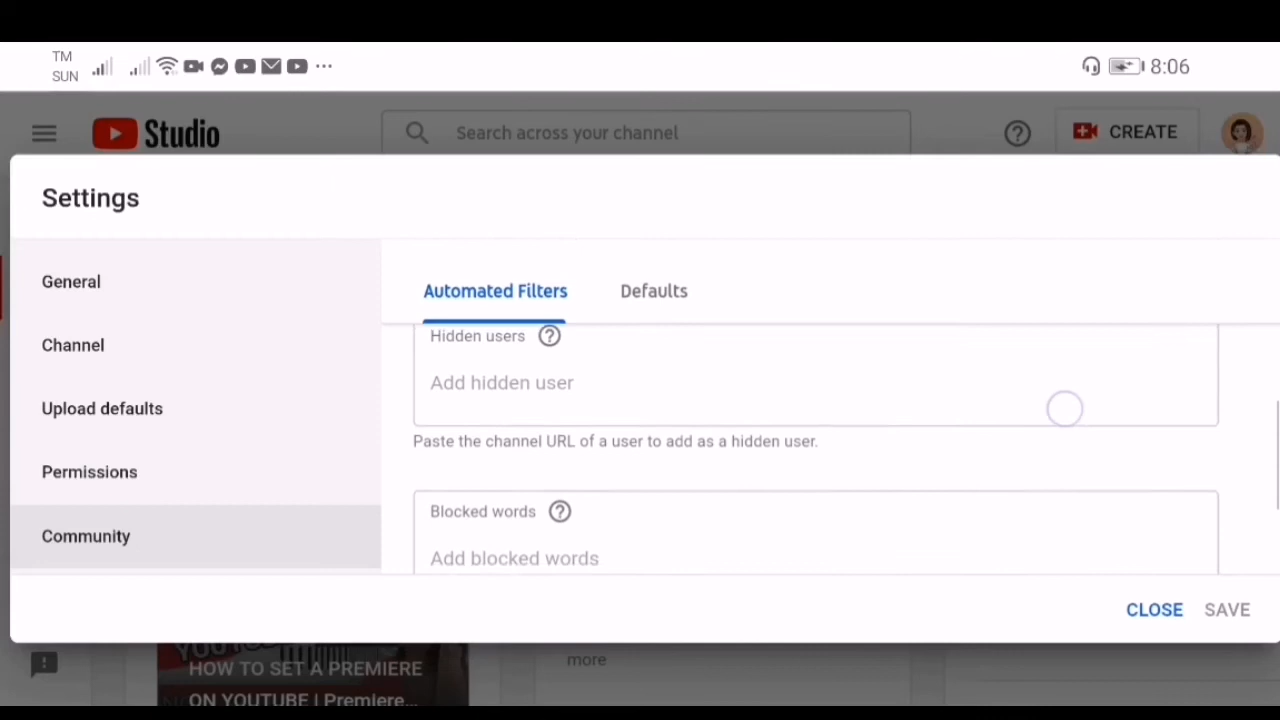 TM
SUN
8:06
Studio
Search across your channel
CREATE
Settings
General
Channel
Upload defaults
Permissions
Community
Automated Filters
Defaults
Hidden users
Add hidden user
Paste the channel URL of a user to add as a hidden user.
Blocked words
Add blocked words
CLOSE
SAVE
HOW TO SET A PREMIERE
ON YOUTUBE | Premiere...
more